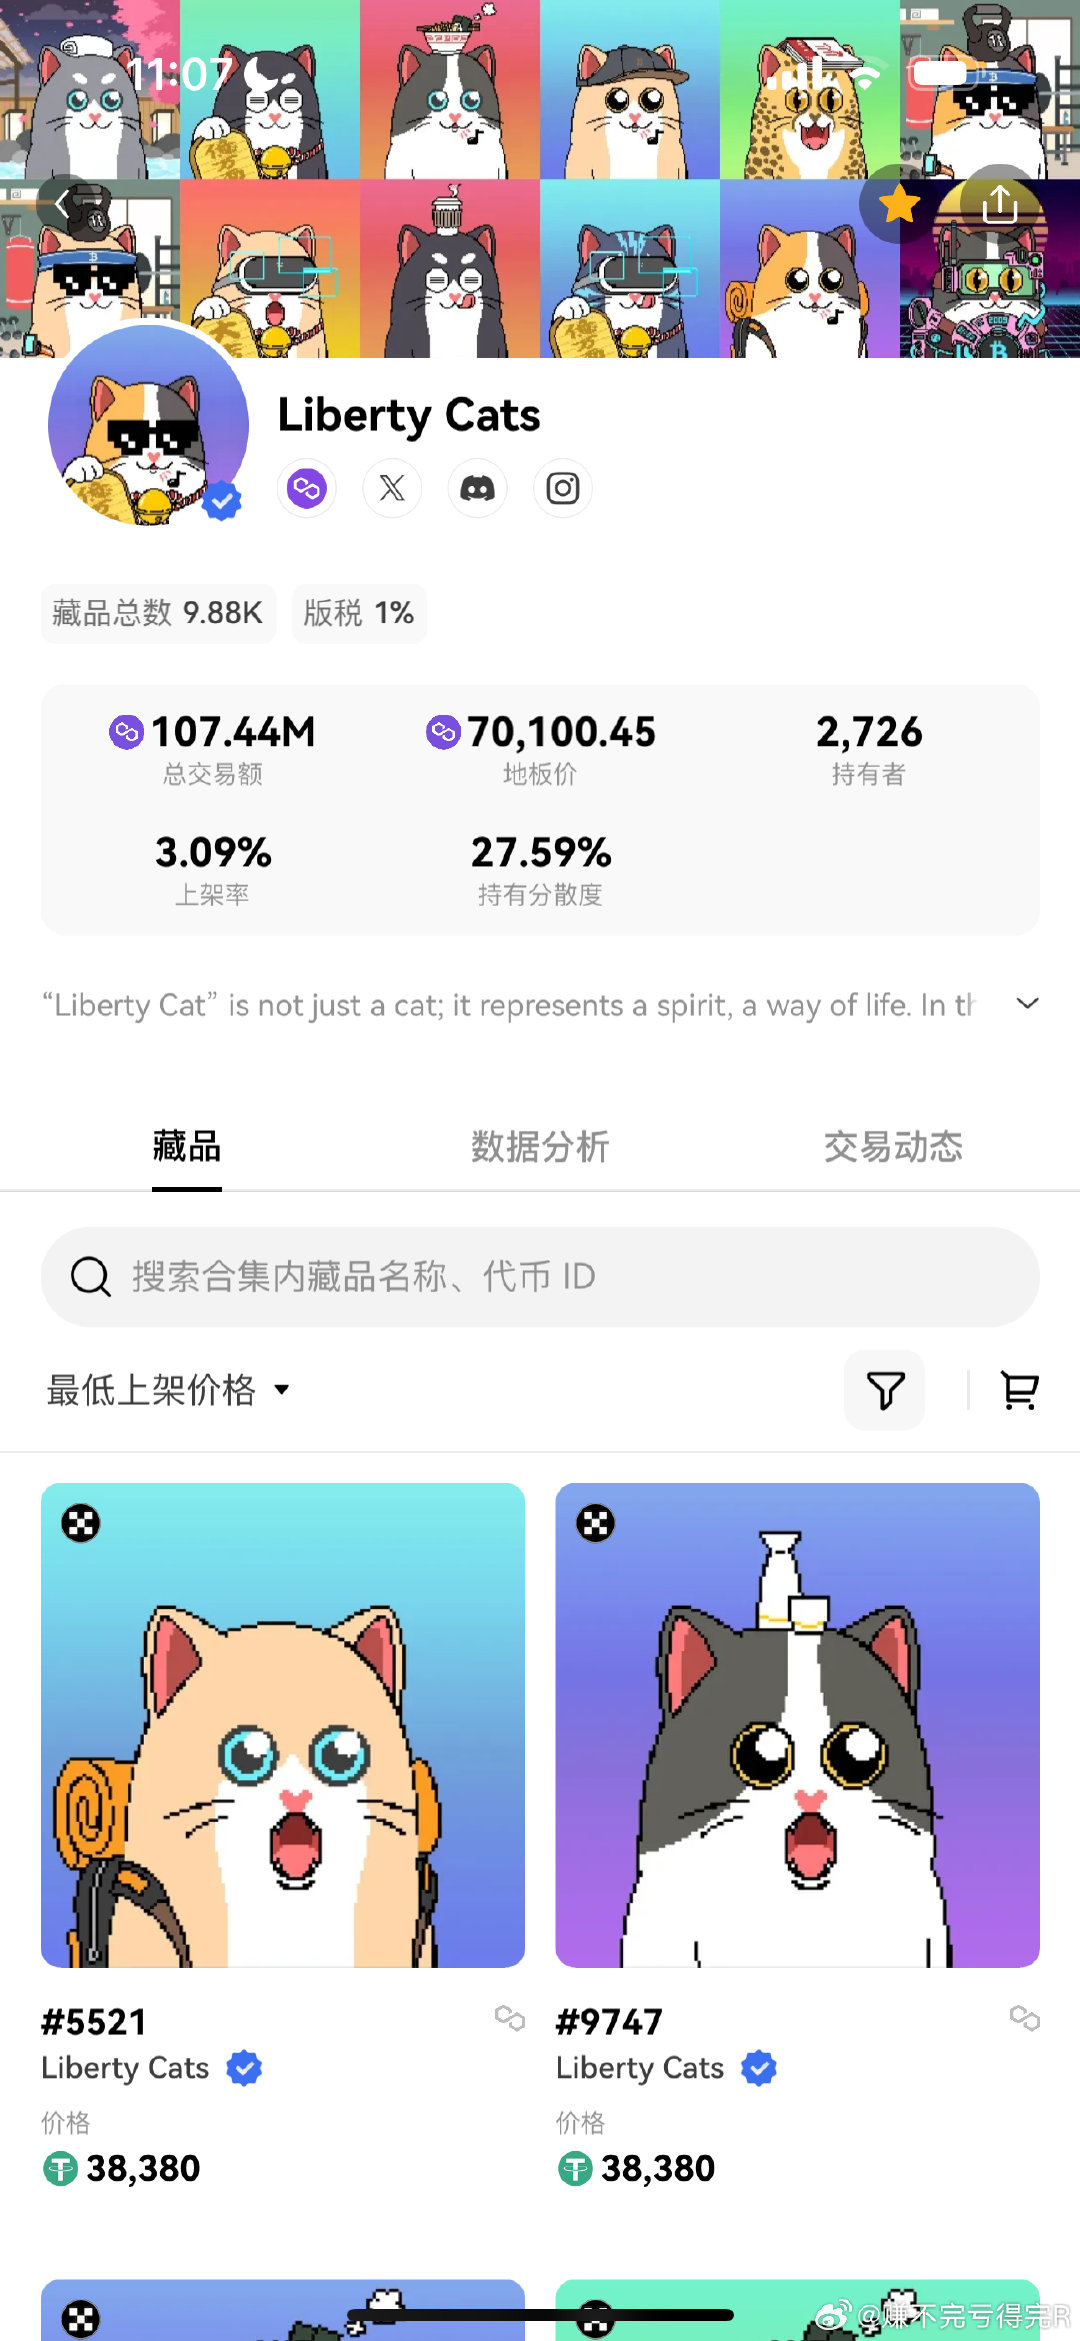 11:07
Liberty Cats
藏品总数 9.88K 版税 1%
107.44M 70,100.45 2,726
总交易额 地板价 持有者
3.09% 27.59%
上架率 持有分散度
“Liberty Cat” is not just a cat; it represents a spirit, a way of life. In th
藏品 数据分析 交易动态
搜索合集内藏品名称、代币 ID
最低上架价格
#5521 #9747
Liberty Cats Liberty Cats
价格 价格
38,380 38,380
@赚不完亏得完R